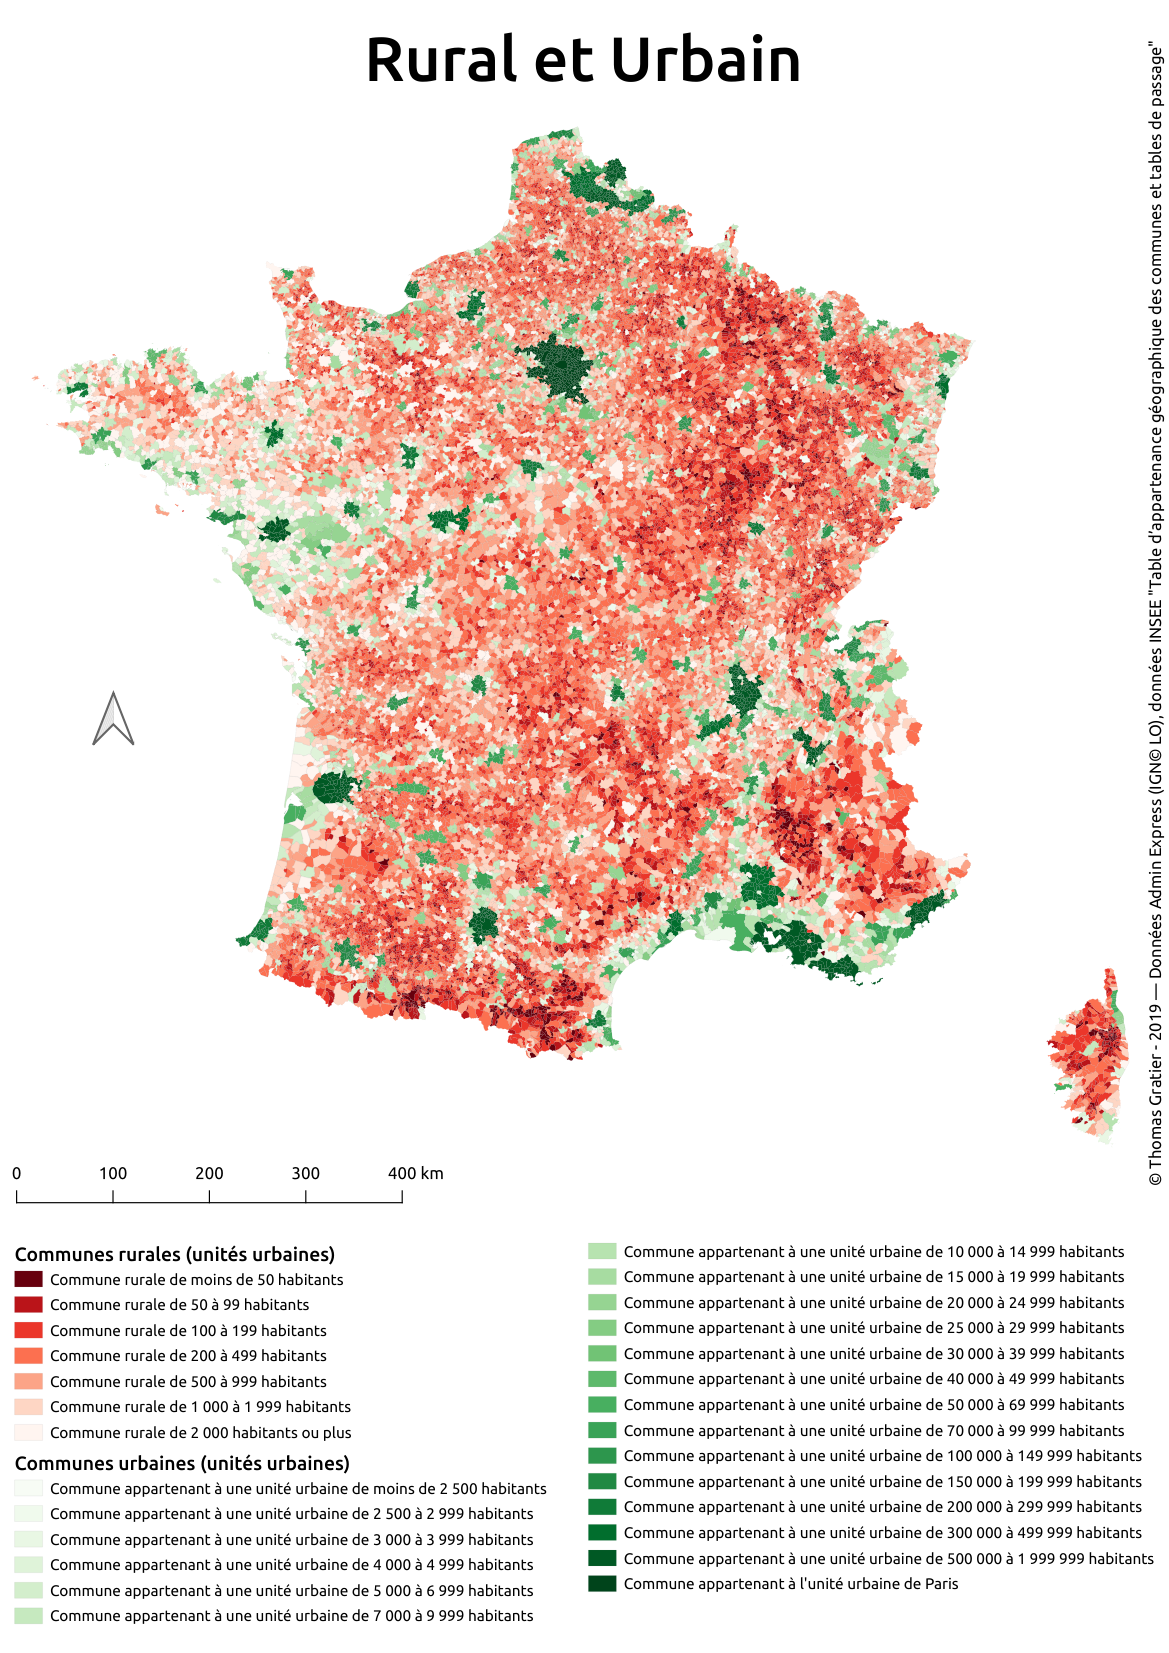 Rural et Urbain
© Thomas Gratier - 2019 — Données Admin Express (IGN© LO), données INSEE "Table d'appartenance géographique des communes et tables de passage"
0 100 200 300 400 km
Communes rurales (unités urbaines)
Commune rurale de moins de 50 habitants
Commune rurale de 50 à 99 habitants
Commune rurale de 100 à 199 habitants
Commune rurale de 200 à 499 habitants
Commune rurale de 500 à 999 habitants
Commune rurale de 1 000 à 1 999 habitants
Commune rurale de 2 000 habitants ou plus
Communes urbaines (unités urbaines)
Commune appartenant à une unité urbaine de moins de 2 500 habitants
Commune appartenant à une unité urbaine de 2 500 à 2 999 habitants
Commune appartenant à une unité urbaine de 3 000 à 3 999 habitants
Commune appartenant à une unité urbaine de 4 000 à 4 999 habitants
Commune appartenant à une unité urbaine de 5 000 à 6 999 habitants
Commune appartenant à une unité urbaine de 7 000 à 9 999 habitants
Commune appartenant à une unité urbaine de 10 000 à 14 999 habitants
Commune appartenant à une unité urbaine de 15 000 à 19 999 habitants
Commune appartenant à une unité urbaine de 20 000 à 24 999 habitants
Commune appartenant à une unité urbaine de 25 000 à 29 999 habitants
Commune appartenant à une unité urbaine de 30 000 à 39 999 habitants
Commune appartenant à une unité urbaine de 40 000 à 49 999 habitants
Commune appartenant à une unité urbaine de 50 000 à 69 999 habitants
Commune appartenant à une unité urbaine de 70 000 à 99 999 habitants
Commune appartenant à une unité urbaine de 100 000 à 149 999 habitants
Commune appartenant à une unité urbaine de 150 000 à 199 999 habitants
Commune appartenant à une unité urbaine de 200 000 à 299 999 habitants
Commune appartenant à une unité urbaine de 300 000 à 499 999 habitants
Commune appartenant à une unité urbaine de 500 000 à 1 999 999 habitants
Commune appartenant à l'unité urbaine de Paris